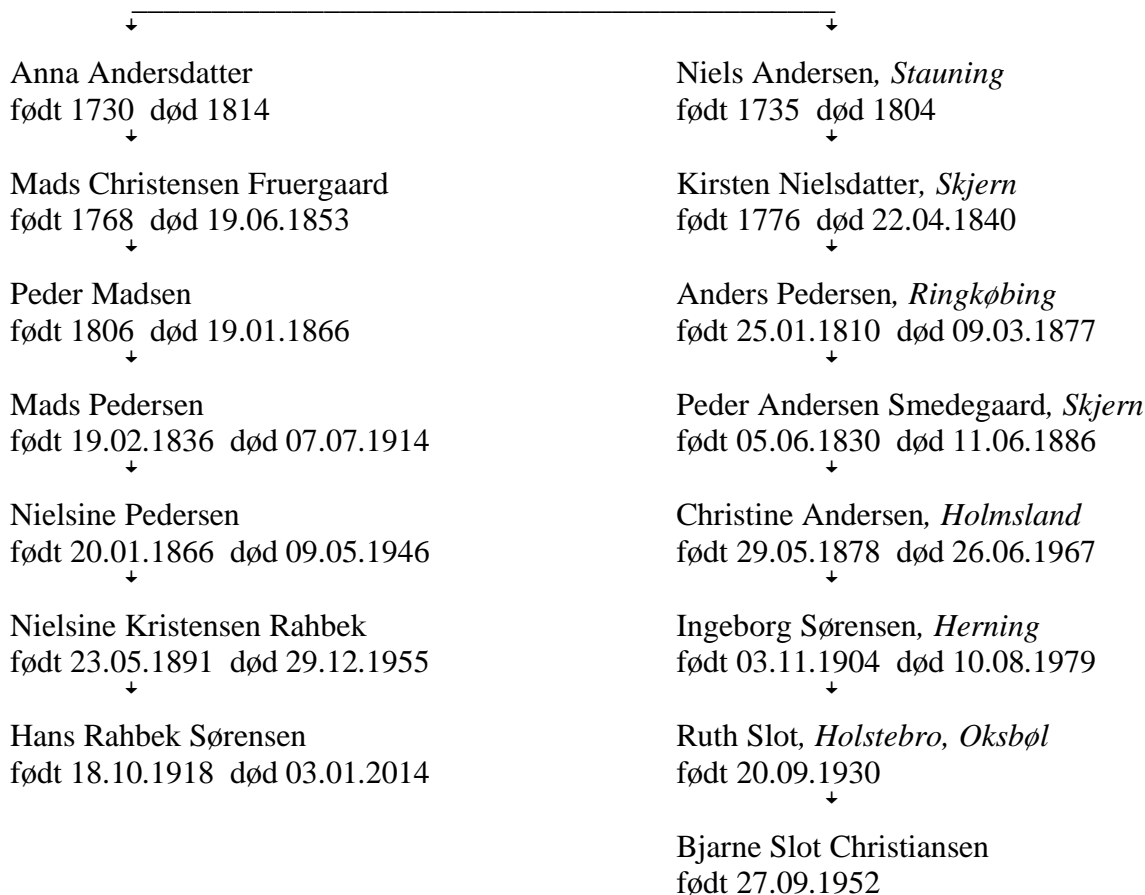 Anna Andersdatter
født 1730 død 1814
Mads Christensen Fruergaard
født 1768 død 19.06.1853
Peder Madsen
født 1806 død 19.01.1866
Mads Pedersen
født 19.02.1836 død 07.07.1914
Nielsine Pedersen
født 20.01.1866 død 09.05.1946
Nielsine Kristensen Rahbek
født 23.05.1891 død 29.12.1955
Hans Rahbek Sørensen
født 18.10.1918 død 03.01.2014
Niels Andersen, Stauning
født 1735 død 1804
Kirsten Nielsdatter, Skjern
født 1776 død 22.04.1840
Anders Pedersen, Ringkøbing
født 25.01.1810 død 09.03.1877
Peder Andersen Smedegaard, Skjern
født 05.06.1830 død 11.06.1886
Christine Andersen, Holmsland
født 29.05.1878 død 26.06.1967
Ingeborg Sørensen, Herning
født 03.11.1904 død 10.08.1979
Ruth Slot, Holstebro, Oksbøl
født 20.09.1930
Bjarne Slot Christiansen
født 27.09.1952